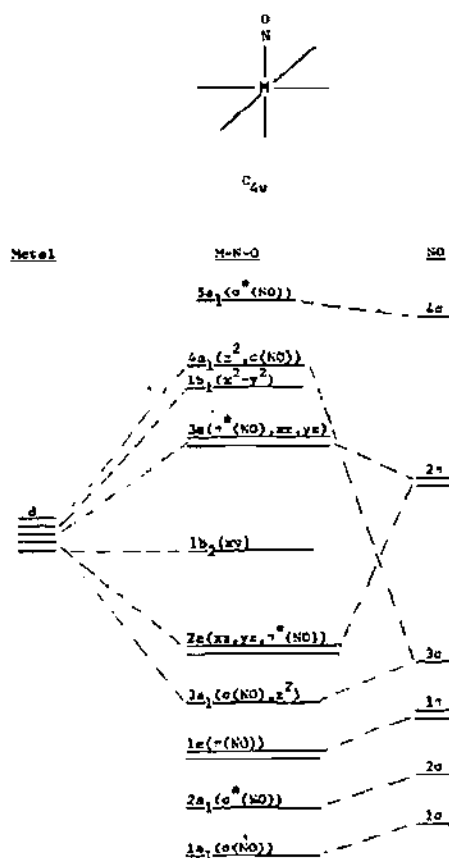 O
N
M
C4v
Metal
M-N-O
NO
5a1(σ*(NO))
4σ
4a1(z2,σ(NO))
1b1(x2-y2)
3e(π*(NO),xz,yz)
2π
d
1b2(xy)
2e(xz,yz,π*(NO))
3σ
3a1(σ(NO),z2)
1π
1e(π(NO))
2σ
2a1(σ*(NO))
1σ
1a1(σ(NO))